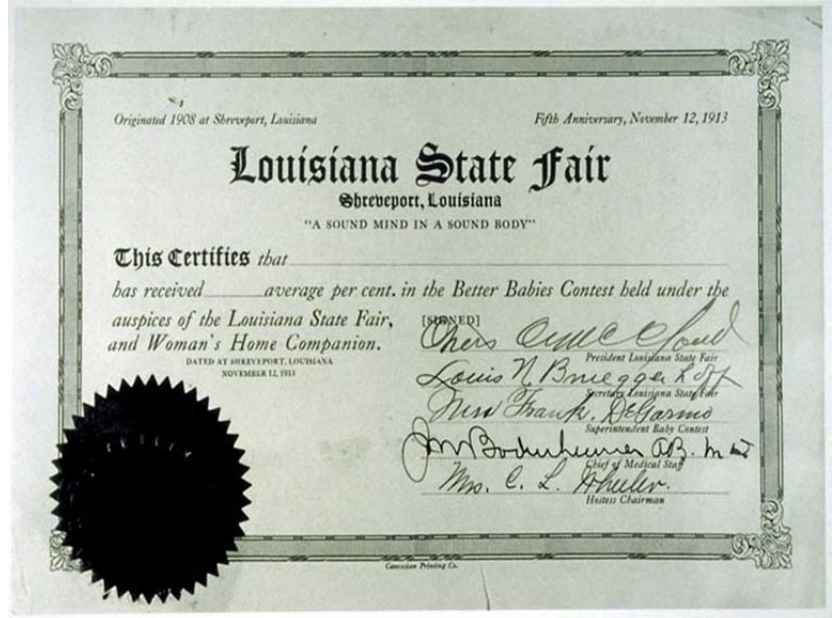 Originated 1908 at Shreveport, Louisiana
Fifth Anniversary, November 12, 1913
Louisiana State Fair
Shreveport, Louisiana
"A SOUND MIND IN A SOUND BODY"
This Certifies that
has received average per cent. in the Better Babies Contest held under the
auspices of the Louisiana State Fair,
and Woman's Home Companion.
DATED AT SHREVEPORT, LOUISIANA
NOVEMBER 12, 1913
[SIGNED]
President Louisiana State Fair
Louis N Bruegger
Secretary Louisiana State Fair
Mrs Frank. DeGarmo
Superintendent Baby Contest
J M Bodenheimer A.B. M
Chief of Medical Staff
Mrs. C. L. Wheeler.
Hostess Chairman
Caucasian Printing Co.